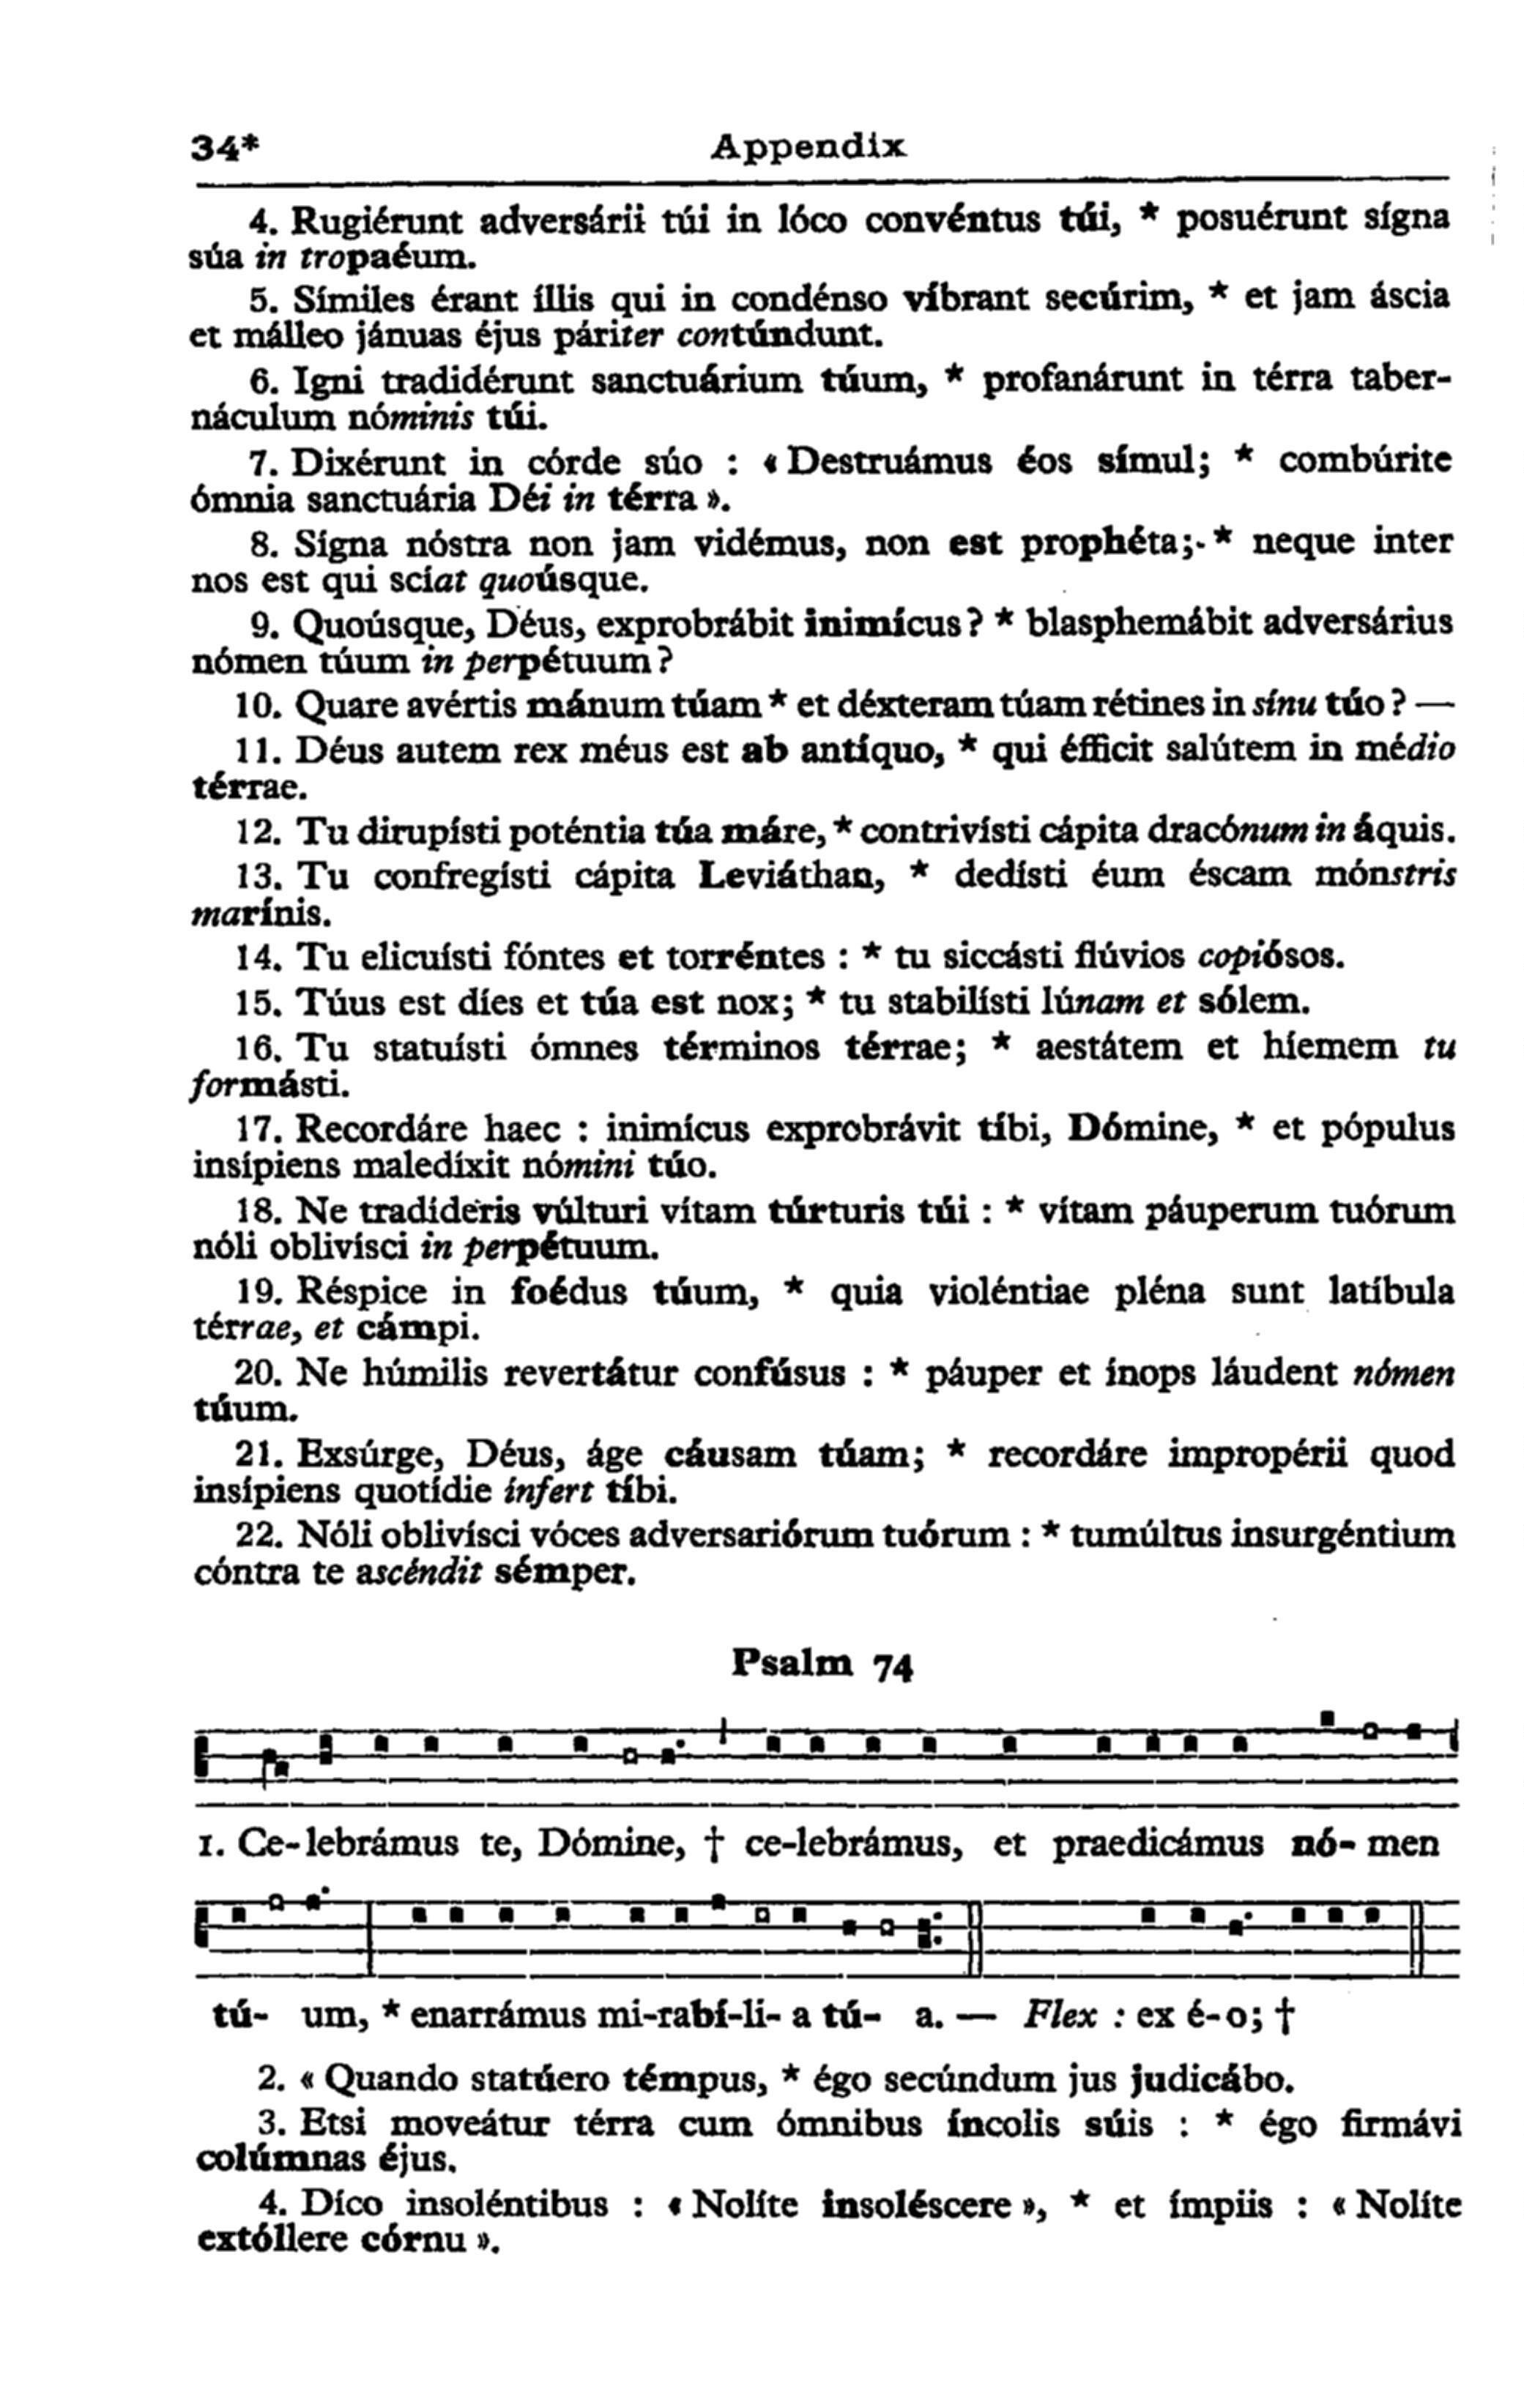 34* Appendix
4. Rugiérunt adversárii túi in lóco convéntus túi, * posuérunt sígna
súa in tropaéum.
5. Símiles érant íllis qui in condénso víbrant secúrim, * et jam áscia
et málleo jánuas éjus páriter contúndunt.
6. Igni tradidérunt sanctuárium túum, * profanárunt in térra taber-
náculum nóminis túi.
7. Dixérunt in córde súo : « Destruámus éos símul; * combúrite
ómnia sanctuária Déi in térra ».
8. Sígna nóstra non jam vidémus, non est prophéta; * neque inter
nos est qui scíat quoúsque.
9. Quoúsque, Déus, exprobrábit inimícus? * blasphemábit adversárius
nómen túum in perpétuum?
10. Quare avértis mánum túam * et déxteram túam rétines in sínu túo? —
11. Déus autem rex méus est ab antíquo, * qui éfficit salútem in médio
térrae.
12. Tu dirupísti poténtia túa máre, * contrivísti cápita dracónum in áquis.
13. Tu confregísti cápita Leviáthan, * dedísti éum éscam mónstris
marínis.
14. Tu elicuísti fóntes et torréntes : * tu siccásti flúvios copiósos.
15. Túus est díes et túa est nox; * tu stabilísti lúnam et sólem.
16. Tu statuísti ómnes términos térrae; * aestátem et híemem tu
formásti.
17. Recordáre haec : inimícus exprobrávit tíbi, Dómine, * et pópulus
insípiens maledíxit nómini túo.
18. Ne tradíderis vúlturi vítam túrturis túi : * vítam páuperum tuórum
nóli oblivísci in perpétuum.
19. Réspice in foédus túum, * quia violéntiae pléna sunt latíbula
térrae, et cámpi.
20. Ne húmilis revertátur confúsus : * páuper et ínops láudent nómen
túum.
21. Exsúrge, Déus, áge cáusam túam; * recordáre impropérii quod
insípiens quotídie ínfert tíbi.
22. Nóli oblivísci vóces adversariórum tuórum : * tumúltus insurgéntium
cóntra te ascéndit sémper.
Psalm 74
1. Ce-lebrámus te, Dómine, † ce-lebrámus, et praedicámus nó- men
tú- um, * enarrámus mi-rabí-li- a tú- a. — Flex : ex é-o; †
2. « Quando statúero témpus, * égo secúndum jus judicábo.
3. Etsi moveátur térra cum ómnibus íncolis súis : * égo firmávi
colúmnas éjus.
4. Díco insoléntibus : « Nolíte insoléscere », * et ímpiis : « Nolíte
extóllere córnu ».